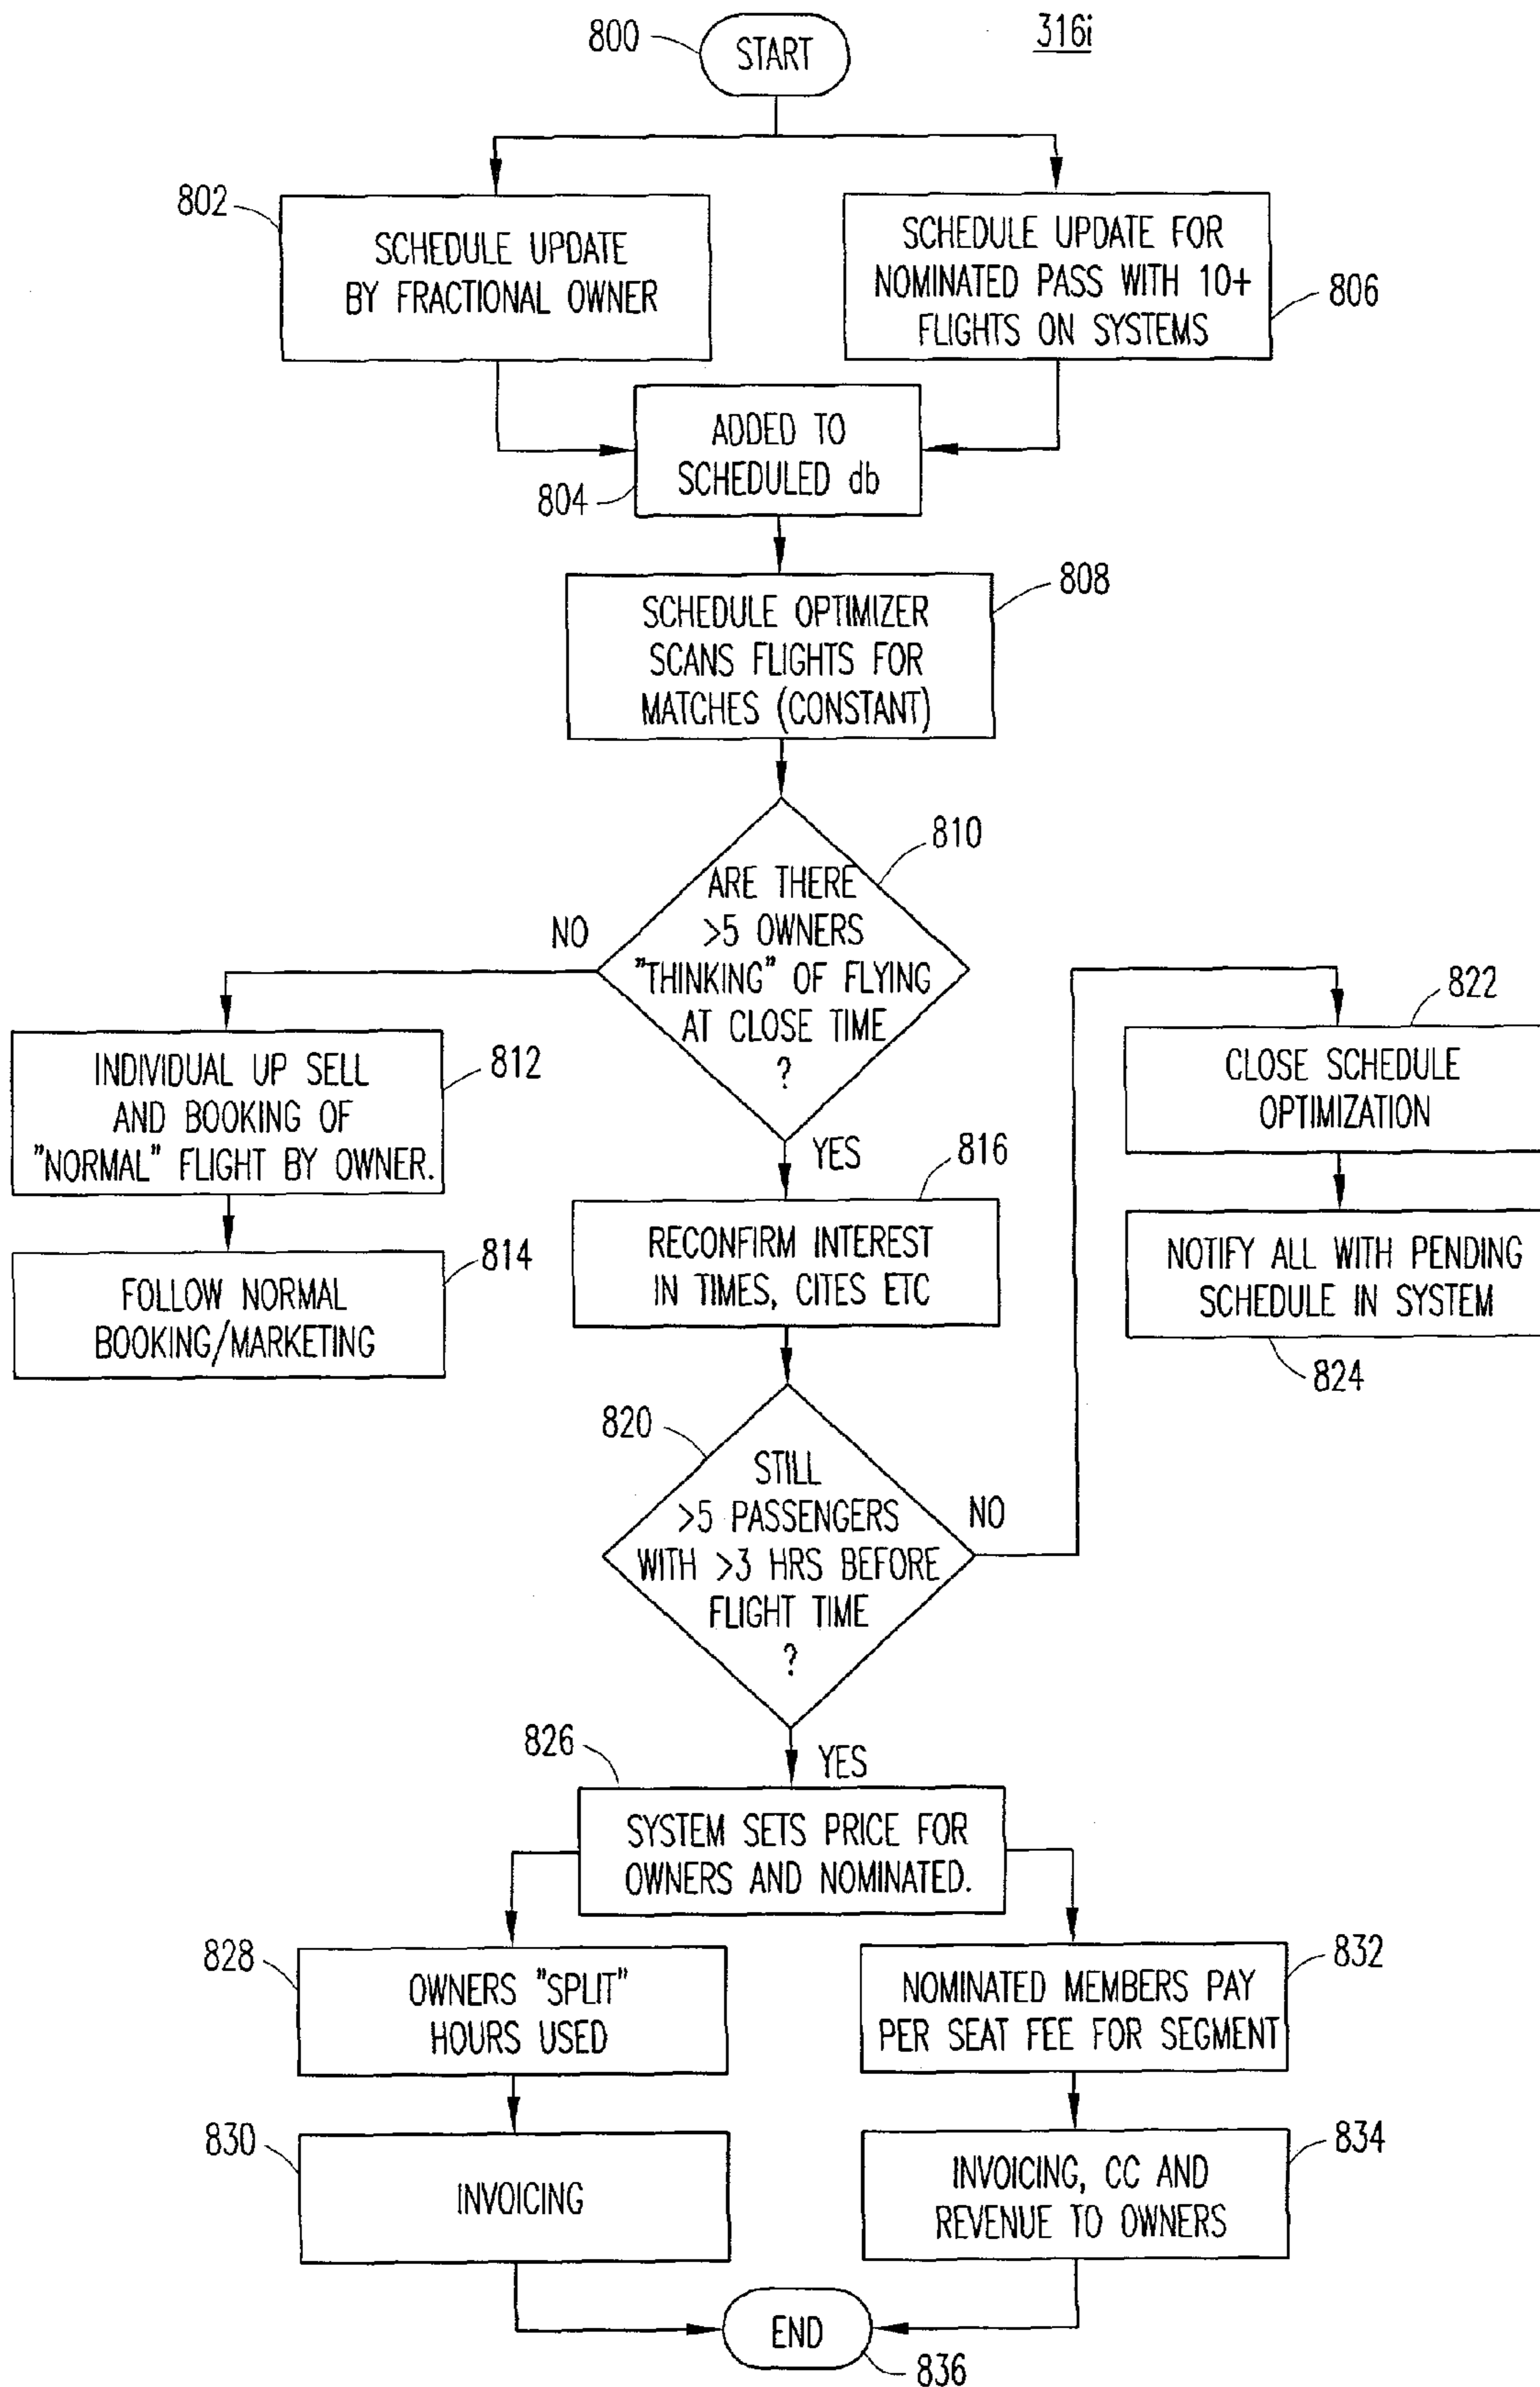 800
START
316i
802
SCHEDULE UPDATE
BY FRACTIONAL OWNER
SCHEDULE UPDATE FOR
NOMINATED PASS WITH 10+
FLIGHTS ON SYSTEMS
806
ADDED TO
SCHEDULED db
804
SCHEDULE OPTIMIZER
SCANS FLIGHTS FOR
MATCHES (CONSTANT)
808
810
ARE THERE
>5 OWNERS
"THINKING" OF FLYING
AT CLOSE TIME
?
NO
YES
INDIVIDUAL UP SELL
AND BOOKING OF
"NORMAL" FLIGHT BY OWNER.
812
FOLLOW NORMAL
BOOKING/MARKETING
814
RECONFIRM INTEREST
IN TIMES, CITES ETC
816
822
CLOSE SCHEDULE
OPTIMIZATION
NOTIFY ALL WITH PENDING
SCHEDULE IN SYSTEM
824
820
STILL
>5 PASSENGERS
WITH >3 HRS BEFORE
FLIGHT TIME
?
NO
YES
826
SYSTEM SETS PRICE FOR
OWNERS AND NOMINATED.
828
OWNERS "SPLIT"
HOURS USED
832
NOMINATED MEMBERS PAY
PER SEAT FEE FOR SEGMENT
830
INVOICING
834
INVOICING, CC AND
REVENUE TO OWNERS
END
836